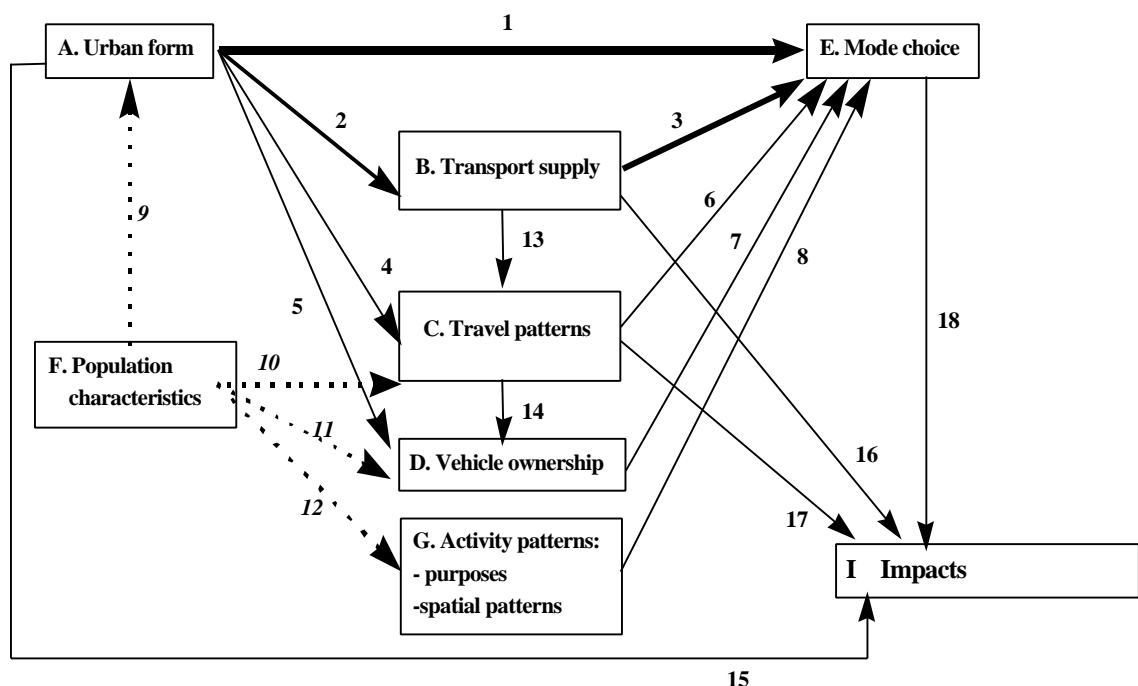 1
A. Urban form
E. Mode choice
2
3
B. Transport supply
6
7
8
9
13
4
5
C. Travel patterns
18
F. Population
characteristics
10
14
11
D. Vehicle ownership
16
12
17
G. Activity patterns:
- purposes
-spatial patterns
I Impacts
15